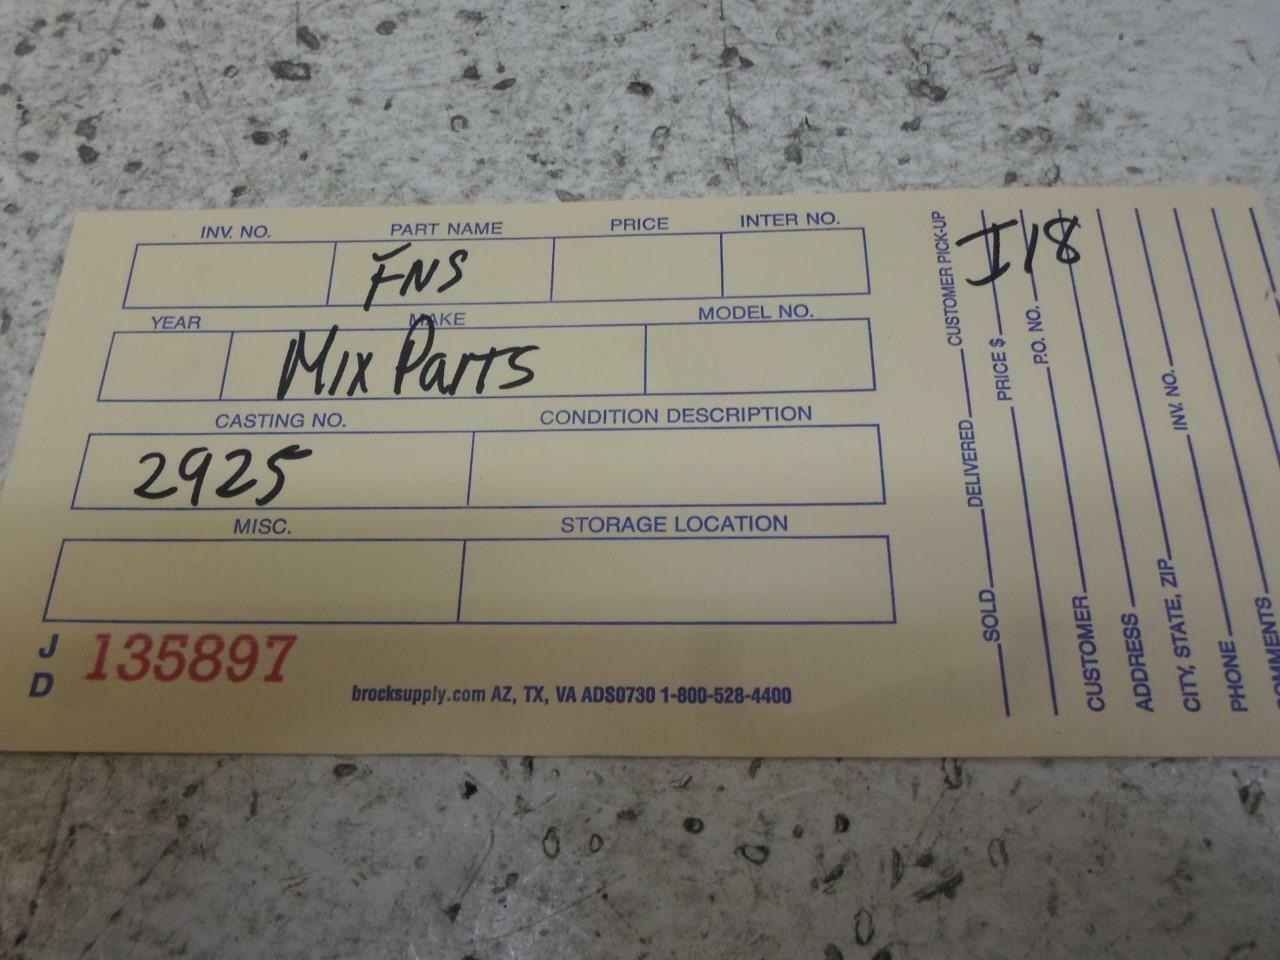 INV. NO. PART NAME PRICE INTER NO.
FNS
YEAR MAKE MODEL NO.
Mix Parts
CASTING NO. CONDITION DESCRIPTION
2925
MISC. STORAGE LOCATION
J D
135897
brocksupply.com AZ, TX, VA ADS0730 1-800-528-4400
I18
SOLD DELIVERED CUSTOMER PICK-UP
PRICE $
P.O. NO.
CUSTOMER
ADDRESS
CITY, STATE, ZIP INV. NO.
PHONE
COMMENTS